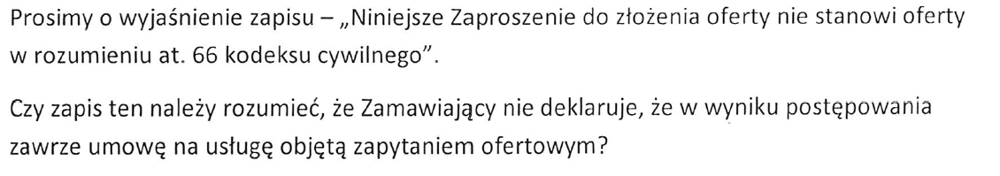 Prosimy o wyjaśnienie zapisu – „Niniejsze Zaproszenie do złożenia oferty nie stanowi oferty
w rozumieniu at. 66 kodeksu cywilnego”.
Czy zapis ten należy rozumieć, że Zamawiający nie deklaruje, że w wyniku postępowania
zawrze umowę na usługę objętą zapytaniem ofertowym?